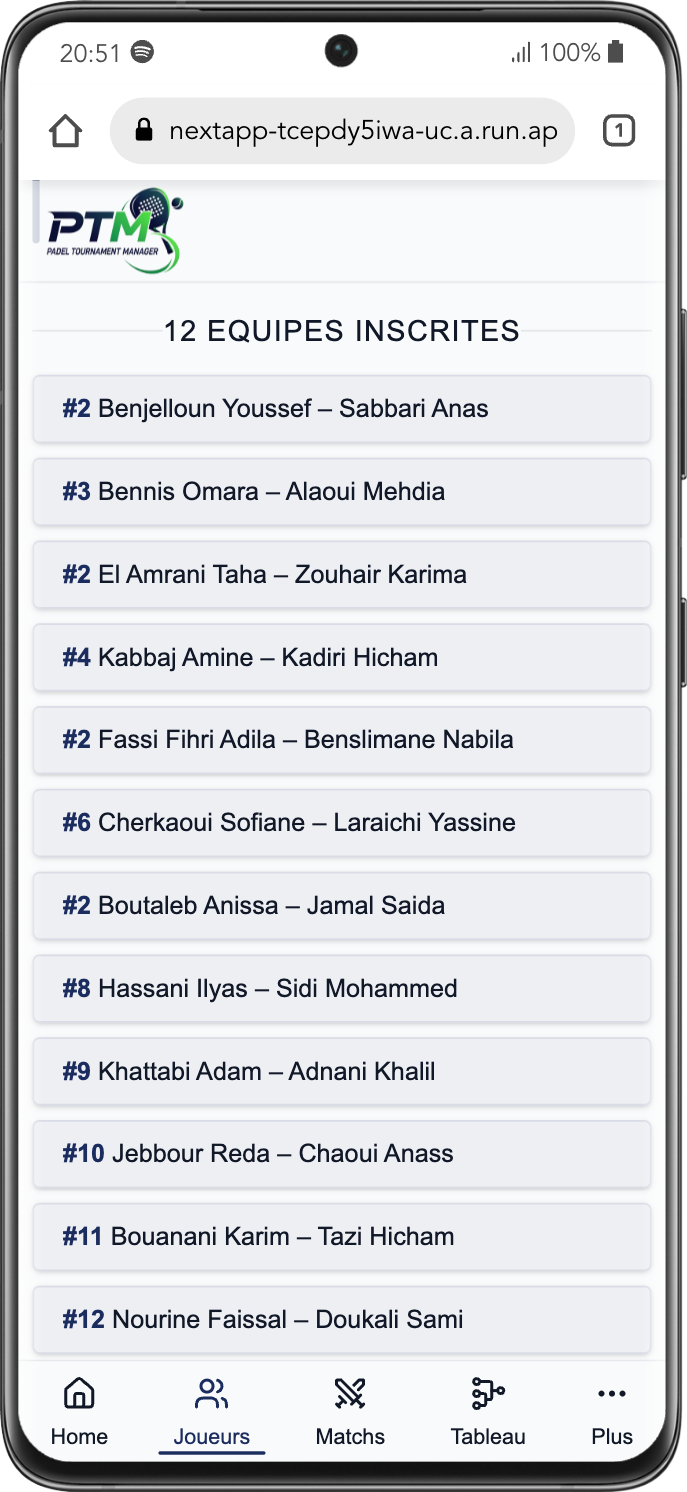 20:51 100%
nextapp-tcepdy5iwa-uc.a.run.ap
1
PTM
PADEL TOURNAMENT MANAGER
12 EQUIPES INSCRITES
#2 Benjelloun Youssef – Sabbari Anas
#3 Bennis Omara – Alaoui Mehdia
#2 El Amrani Taha – Zouhair Karima
#4 Kabbaj Amine – Kadiri Hicham
#2 Fassi Fihri Adila – Benslimane Nabila
#6 Cherkaoui Sofiane – Laraichi Yassine
#2 Boutaleb Anissa – Jamal Saida
#8 Hassani Ilyas – Sidi Mohammed
#9 Khattabi Adam – Adnani Khalil
#10 Jebbour Reda – Chaoui Anass
#11 Bouanani Karim – Tazi Hicham
#12 Nourine Faissal – Doukali Sami
Home Joueurs Matchs Tableau Plus